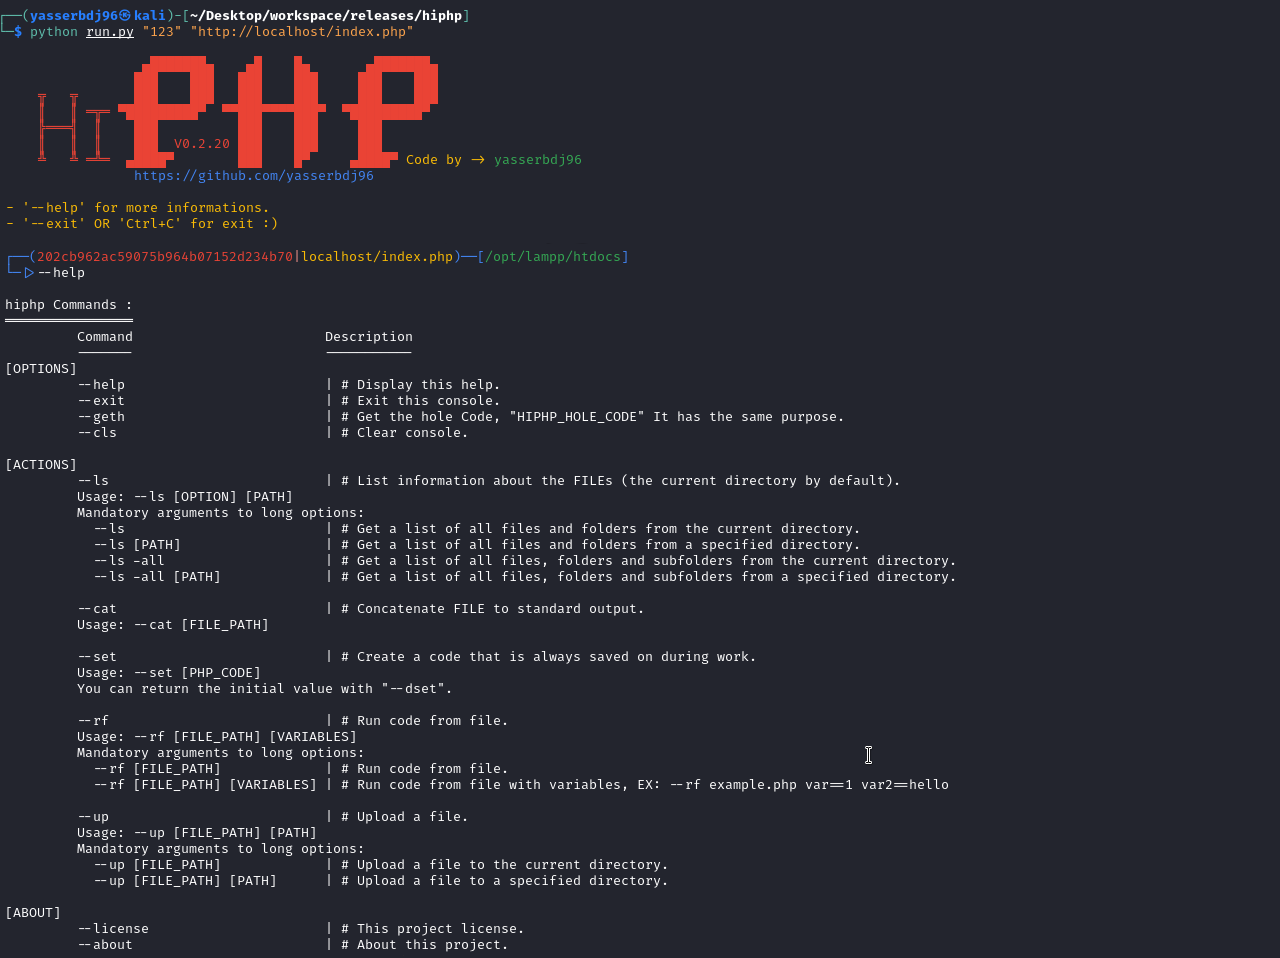 ┌──(yasserbdj96㉿kali)-[~/Desktop/workspace/releases/hiphp]
└─$ python run.py "123" "http://localhost/index.php"
HI PHP
V0.2.20
Code by -> yasserbdj96
https://github.com/yasserbdj96
- '--help' for more informations.
- '--exit' OR 'Ctrl+C' for exit :)
┌──(202cb962ac59075b964b07152d234b70|localhost/index.php)──[/opt/lampp/htdocs]
└─▷--help
hiphp Commands :
================
Command Description
------- -----------
[OPTIONS]
--help | # Display this help.
--exit | # Exit this console.
--geth | # Get the hole Code, "HIPHP_HOLE_CODE" It has the same purpose.
--cls | # Clear console.
[ACTIONS]
--ls | # List information about the FILEs (the current directory by default).
Usage: --ls [OPTION] [PATH]
Mandatory arguments to long options:
--ls | # Get a list of all files and folders from the current directory.
--ls [PATH] | # Get a list of all files and folders from a specified directory.
--ls -all | # Get a list of all files, folders and subfolders from the current directory.
--ls -all [PATH] | # Get a list of all files, folders and subfolders from a specified directory.
--cat | # Concatenate FILE to standard output.
Usage: --cat [FILE_PATH]
--set | # Create a code that is always saved on during work.
Usage: --set [PHP_CODE]
You can return the initial value with "--dset".
--rf | # Run code from file.
Usage: --rf [FILE_PATH] [VARIABLES]
Mandatory arguments to long options:
--rf [FILE_PATH] | # Run code from file.
--rf [FILE_PATH] [VARIABLES] | # Run code from file with variables, EX: --rf example.php var==1 var2==hello
--up | # Upload a file.
Usage: --up [FILE_PATH] [PATH]
Mandatory arguments to long options:
--up [FILE_PATH] | # Upload a file to the current directory.
--up [FILE_PATH] [PATH] | # Upload a file to a specified directory.
[ABOUT]
--license | # This project license.
--about | # About this project.